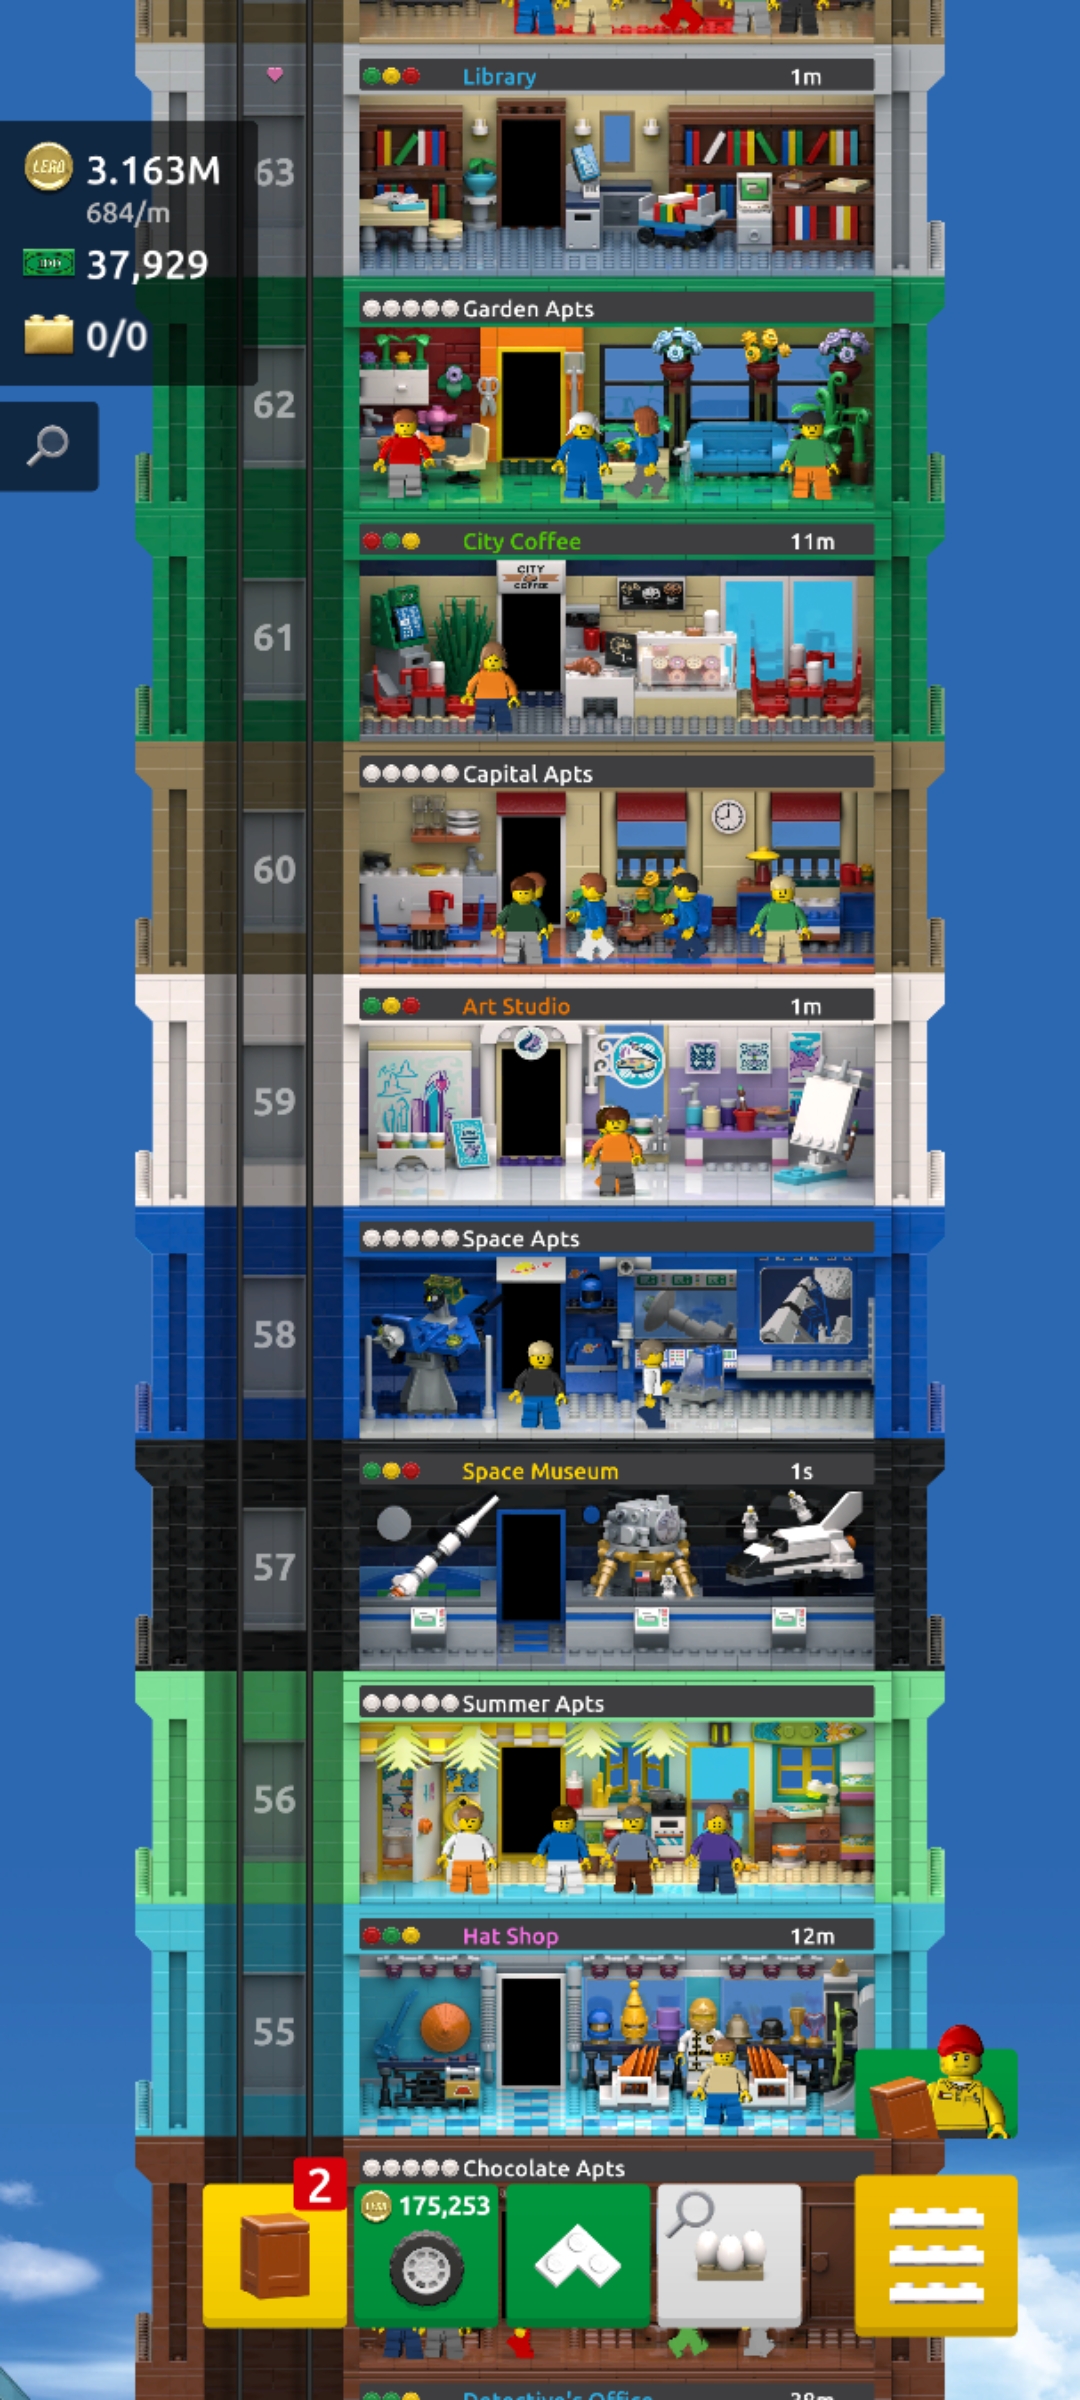 Library 1m
LEGO 3.163M
63
684/m
37,929
0/0
Garden Apts
62
City Coffee 11m
CITY
COFFEE
61
Capital Apts
60
Art Studio 1m
59
Space Apts
58
Space Museum 1s
57
Summer Apts
56
Hat Shop 12m
55
Chocolate Apts
2
175,253
Detective's Office 38m